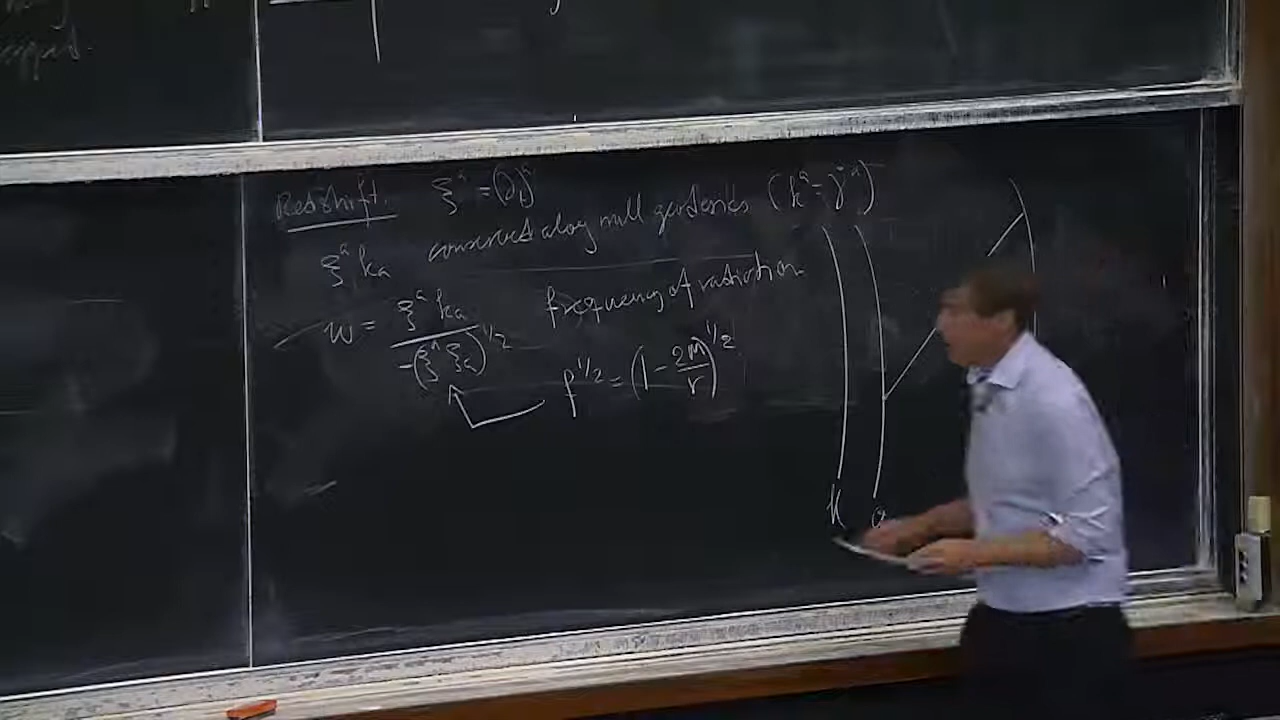 Redshift. ξ^a = (∂_t)^a
ξ^a k_a conserved along null geodesics (k^a = γ̇^a)
ω = ξ^a k_a / -(ξ^a ξ_a)^{1/2} frequency of radiation
f^{1/2} = (1 - 2M/r)^{1/2}